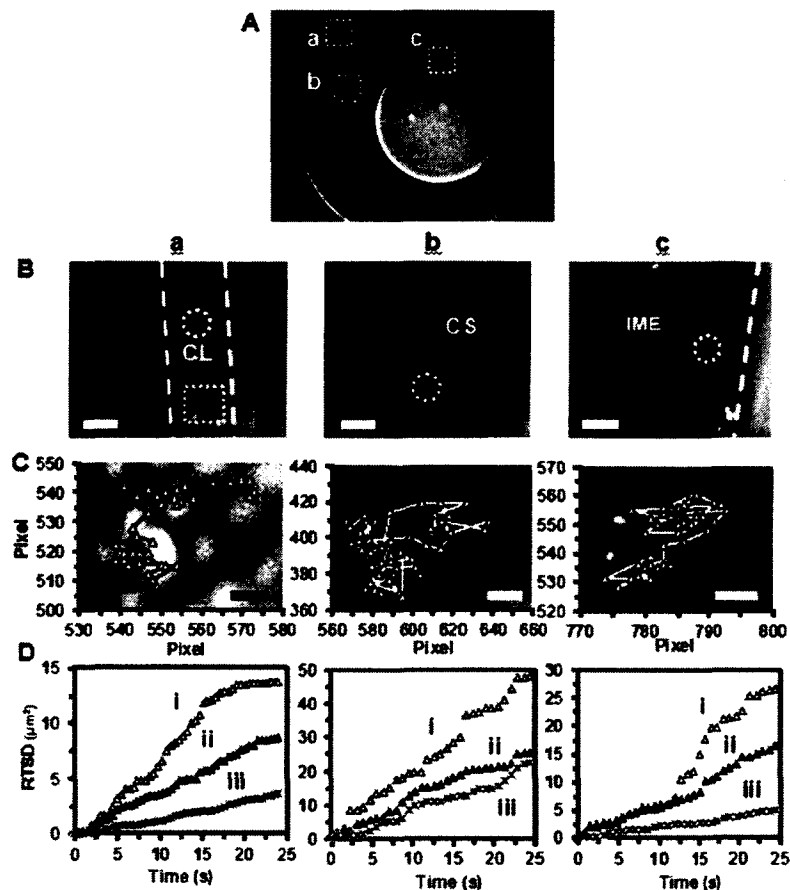 A
a
c
b
a b c
B
CL
CS
IME
C
550
540
530
520
510
500
530 540 550 560 570 580
Pixel
Pixel
440
420
400
380
360
560 580 600 620 640 660
Pixel
570
560
550
540
530
520
770 780 790 800
Pixel
D
15
10
5
0
0 5 10 15 20 25
RTSD (μm²)
Time (s)
i
ii
iii
50
40
30
20
10
0
0 5 10 15 20 25
Time (s)
i
ii
iii
30
25
20
15
10
5
0
0 5 10 15 20 25
Time (s)
i
ii
iii